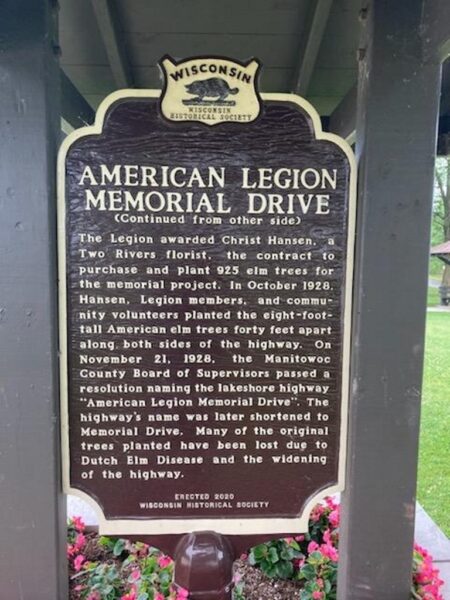 WISCONSIN
WISCONSIN
HISTORICAL SOCIETY
AMERICAN LEGION
MEMORIAL DRIVE
(Continued from other side)
The Legion awarded Christ Hansen, a
Two Rivers florist, the contract to
purchase and plant 925 elm trees for
the memorial project. In October 1928,
Hansen, Legion members, and commu-
nity volunteers planted the eight-foot-
tall American elm trees forty feet apart
along both sides of the highway. On
November 21, 1928, the Manitowoc
County Board of Supervisors passed a
resolution naming the lakeshore highway
"American Legion Memorial Drive". The
highway's name was later shortened to
Memorial Drive. Many of the original
trees planted have been lost due to
Dutch Elm Disease and the widening
of the highway.
ERECTED 2020
WISCONSIN HISTORICAL SOCIETY